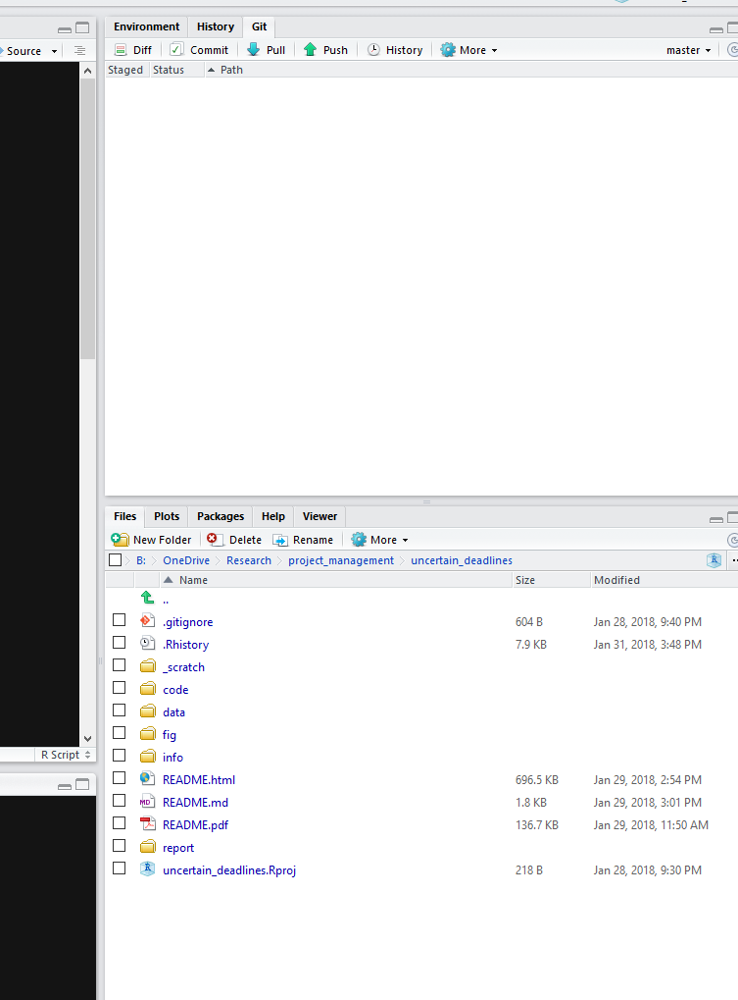 Environment History Git
Source
Diff Commit Pull Push History More master
Staged Status Path
R Script
Files Plots Packages Help Viewer
New Folder Delete Rename More
B: OneDrive Research project_management uncertain_deadlines
Name Size Modified
..
.gitignore 604 B Jan 28, 2018, 9:40 PM
.Rhistory 7.9 KB Jan 31, 2018, 3:48 PM
_scratch
code
data
fig
info
README.html 696.5 KB Jan 29, 2018, 2:54 PM
README.md 1.8 KB Jan 29, 2018, 3:01 PM
README.pdf 136.7 KB Jan 29, 2018, 11:50 AM
report
uncertain_deadlines.Rproj 218 B Jan 28, 2018, 9:30 PM